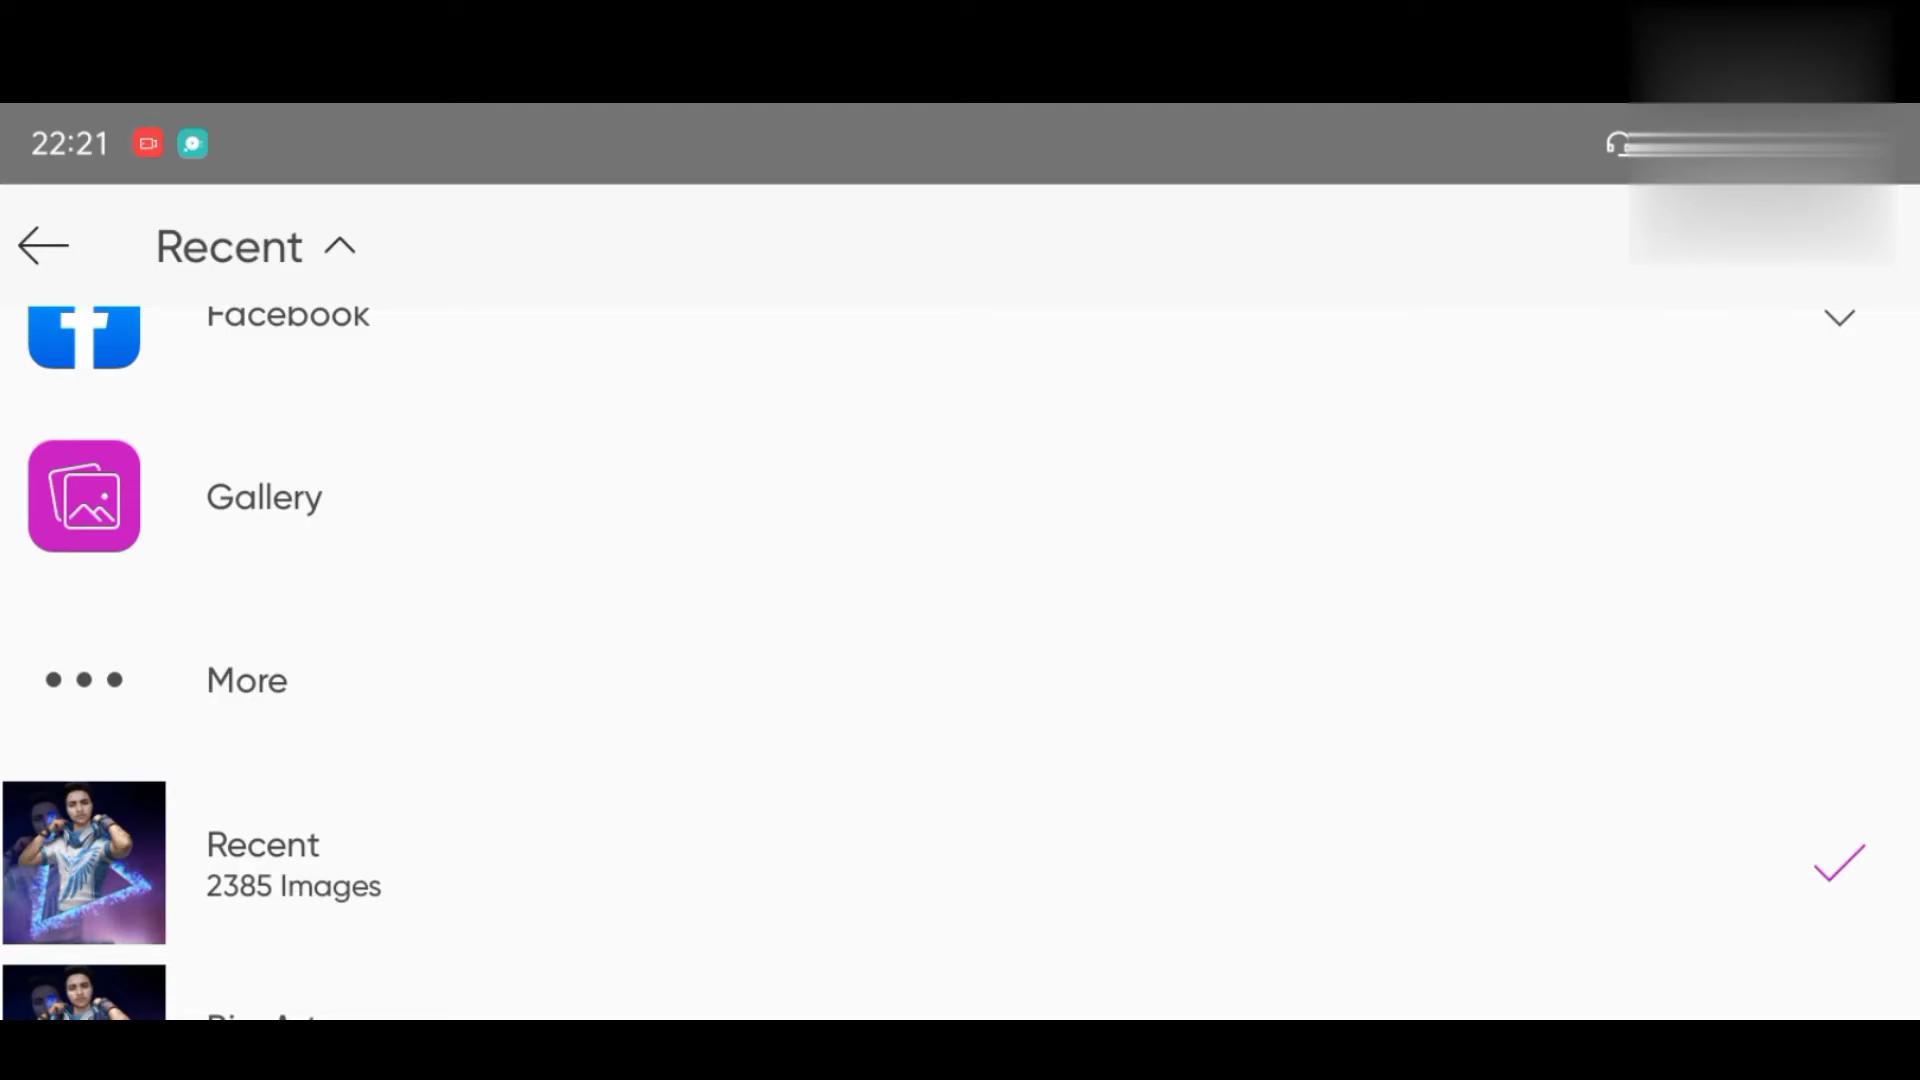 22:21
Recent
Facebook
Gallery
More
Recent
2385 Images